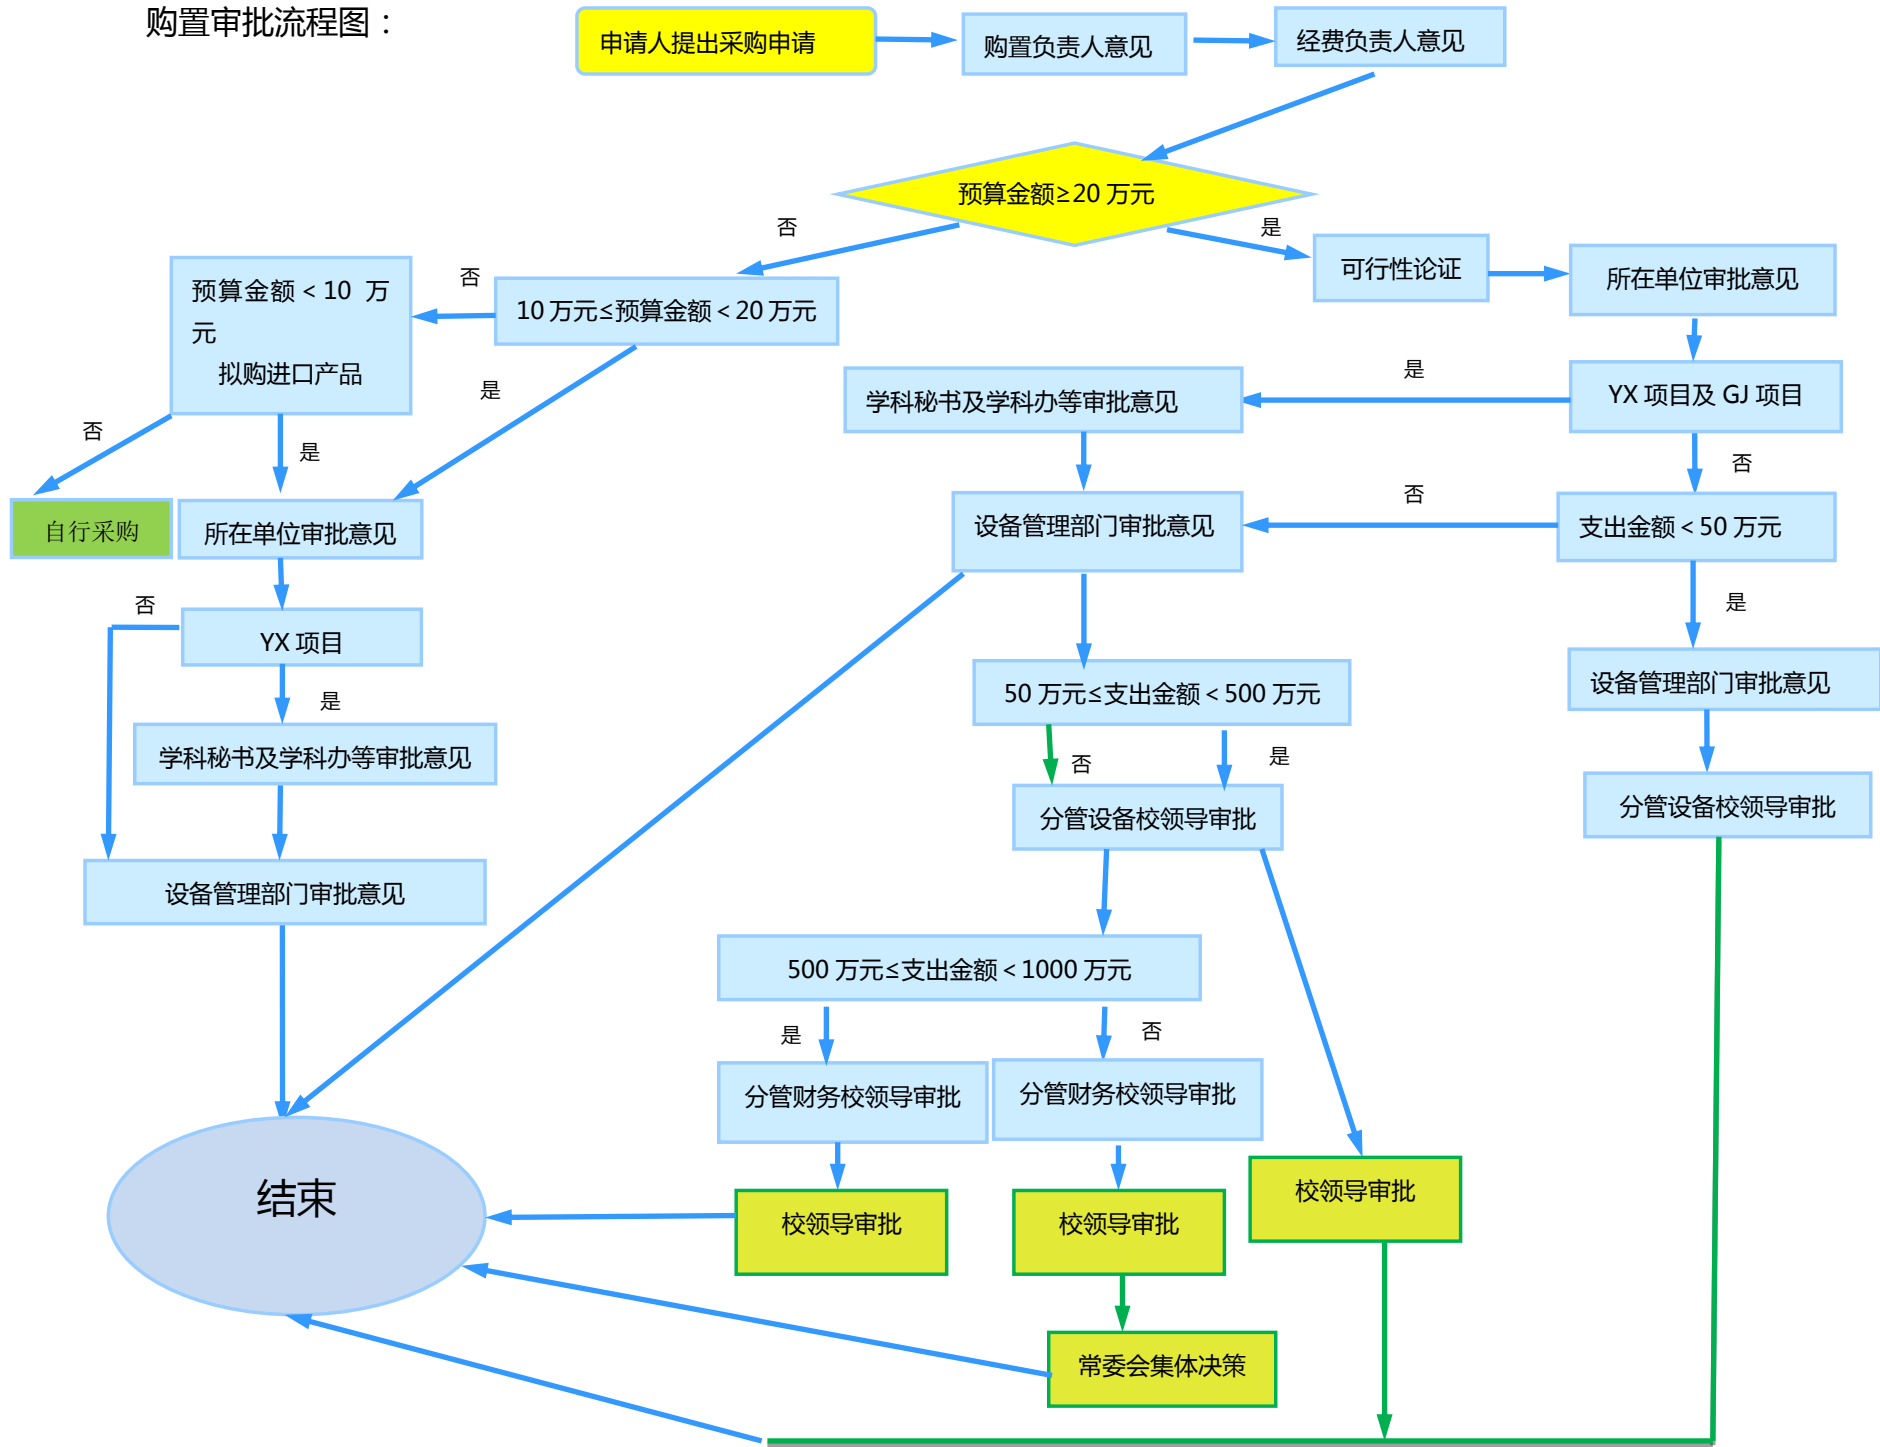 购置审批流程图：
申请人提出采购申请
购置负责人意见
经费负责人意见
预算金额≥20 万元
否
是
可行性论证
所在单位审批意见
预算金额＜10 万
元
拟购进口产品
否
10 万元≤预算金额＜20 万元
是
否
是
自行采购
所在单位审批意见
学科秘书及学科办等审批意见
是
YX 项目及 GJ 项目
否
设备管理部门审批意见
否
支出金额＜50 万元
是
否
YX 项目
是
学科秘书及学科办等审批意见
设备管理部门审批意见
50 万元≤支出金额＜500 万元
否
是
分管设备校领导审批
设备管理部门审批意见
分管设备校领导审批
500 万元≤支出金额＜1000 万元
是
否
分管财务校领导审批
分管财务校领导审批
校领导审批
校领导审批
校领导审批
结束
常委会集体决策